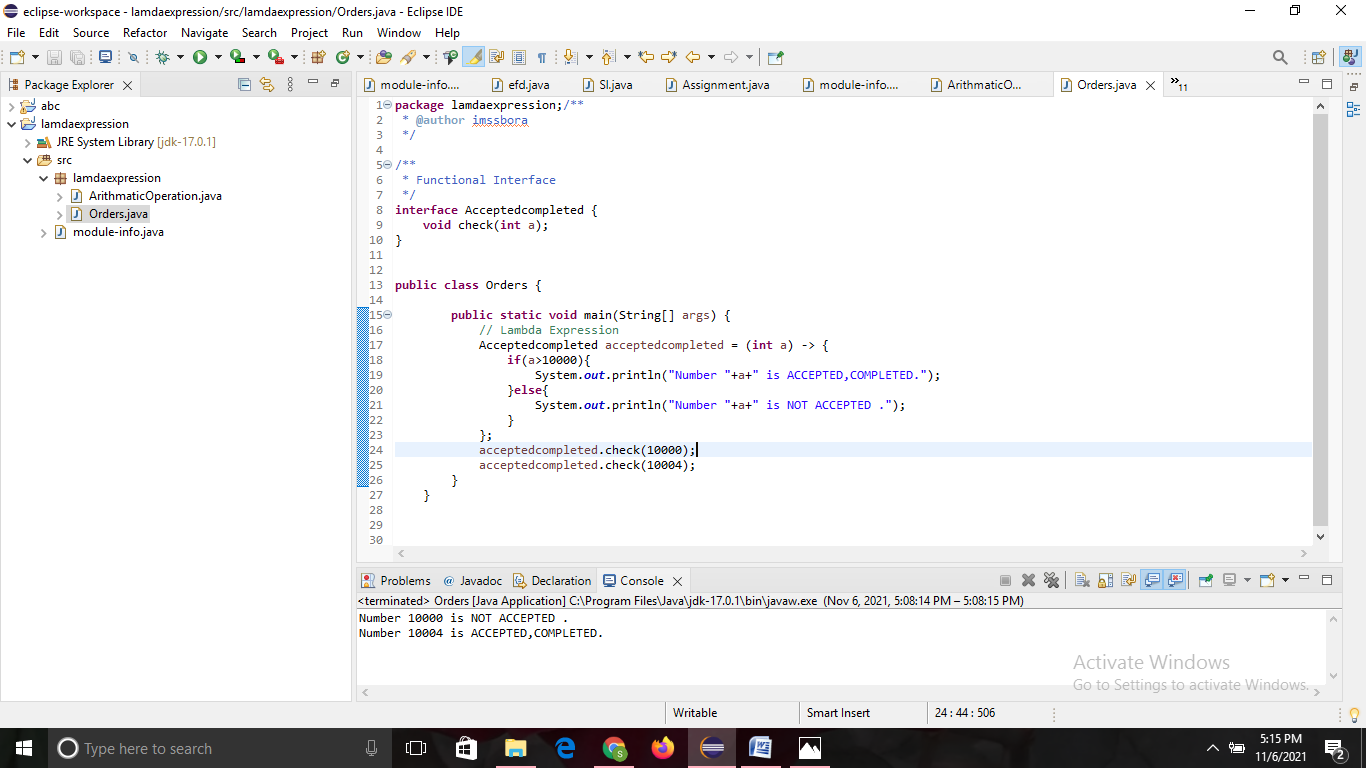 eclipse-workspace - lamdaexpression/src/lamdaexpression/Orders.java - Eclipse IDE
File Edit Source Refactor Navigate Search Project Run Window Help
Package Explorer
abc
lamdaexpression
JRE System Library [jdk-17.0.1]
src
lamdaexpression
ArithmaticOperation.java
Orders.java
module-info.java
module-info.... efd.java SI.java Assignment.java module-info.... ArithmaticO... Orders.java »11
1 package lamdaexpression;/**
2 * @author imssbora
3 */
4
5 /**
6 * Functional Interface
7 */
8 interface Acceptedcompleted {
9 void check(int a);
10 }
11
12
13 public class Orders {
14
15 public static void main(String[] args) {
16 // Lambda Expression
17 Acceptedcompleted acceptedcompleted = (int a) -> {
18 if(a>10000){
19 System.out.println("Number "+a+" is ACCEPTED,COMPLETED.");
20 }else{
21 System.out.println("Number "+a+" is NOT ACCEPTED .");
22 }
23 };
24 acceptedcompleted.check(10000);
25 acceptedcompleted.check(10004);
26 }
27 }
28
29
30
Problems @ Javadoc Declaration Console
<terminated> Orders [Java Application] C:\Program Files\Java\jdk-17.0.1\bin\javaw.exe (Nov 6, 2021, 5:08:14 PM – 5:08:15 PM)
Number 10000 is NOT ACCEPTED .
Number 10004 is ACCEPTED,COMPLETED.
Activate Windows
Go to Settings to activate Windows.
Writable Smart Insert 24 : 44 : 506
Type here to search
5:15 PM
11/6/2021
2